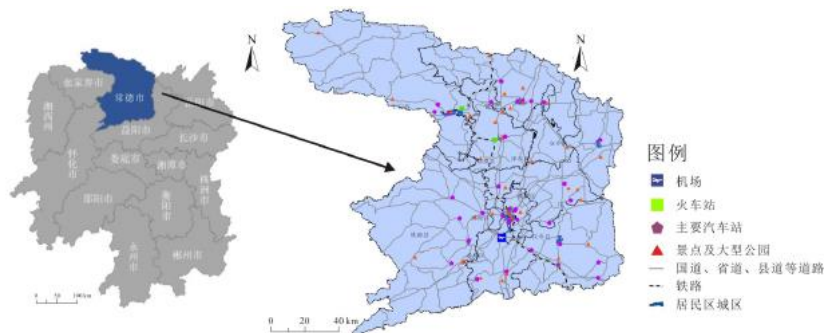 N
N
张家界市
常德市
湘西州
益阳市
长沙市
怀化市
娄底市
湘潭市
株洲市
邵阳市
衡阳市
永州市
郴州市
0 50 100 km
0 20 40 km
图例
机场
火车站
主要汽车站
景点及大型公园
国道、省道、县道等道路
铁路
居民区城区